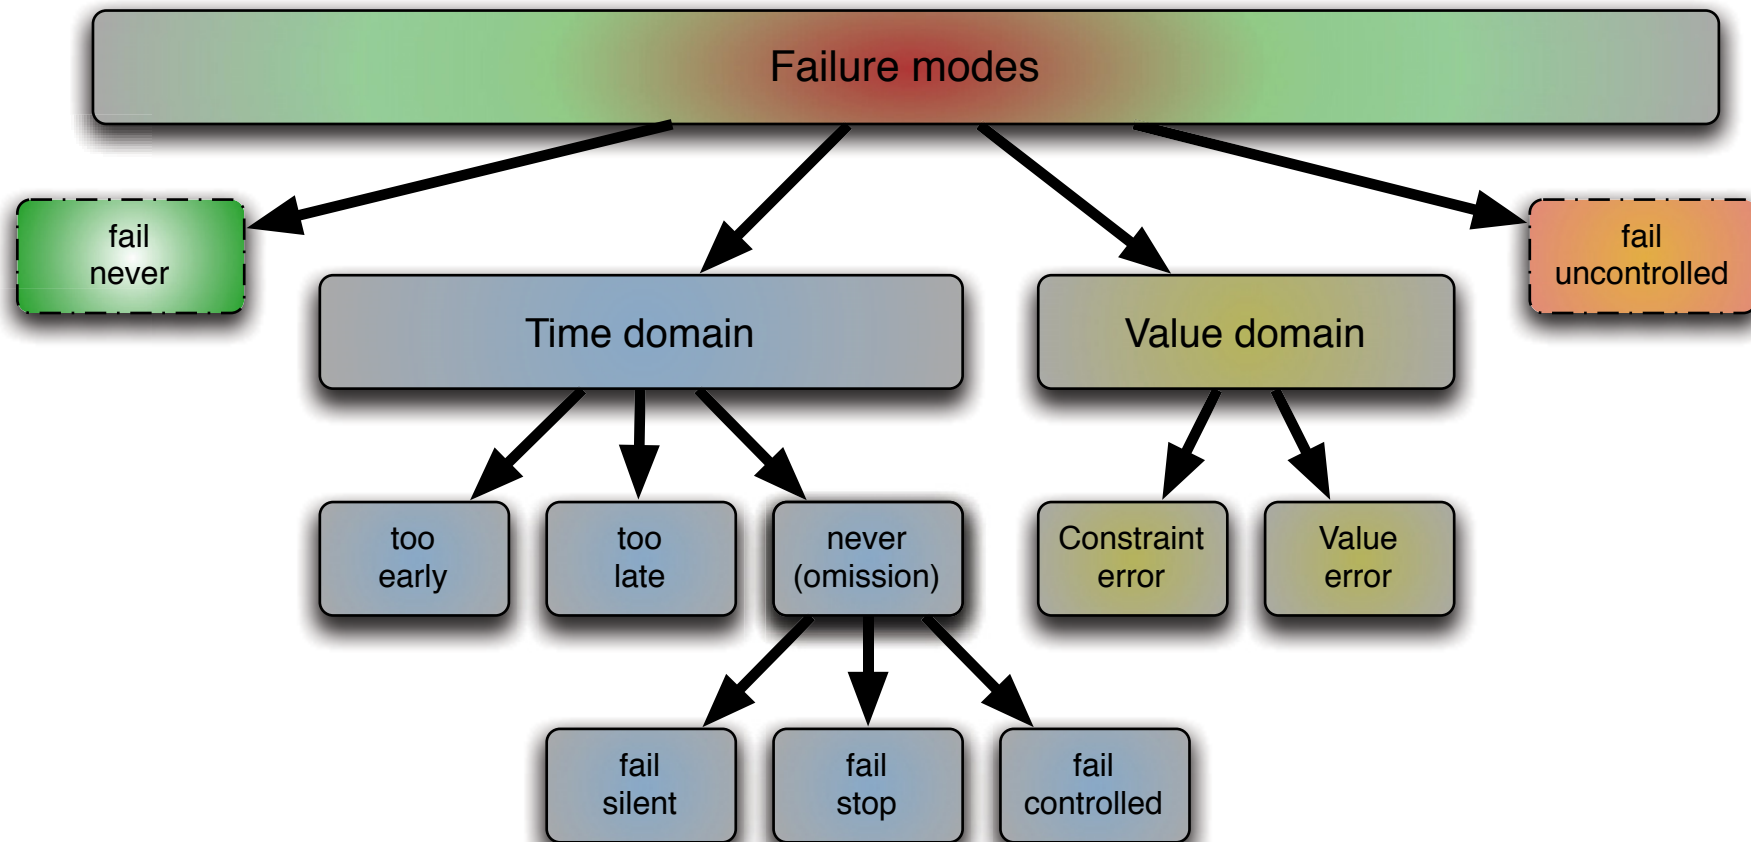 Failure modes
fail
never
fail
uncontrolled
Time domain
Value domain
too
early
too
late
never
(omission)
Constraint
error
Value
error
fail
silent
fail
stop
fail
controlled